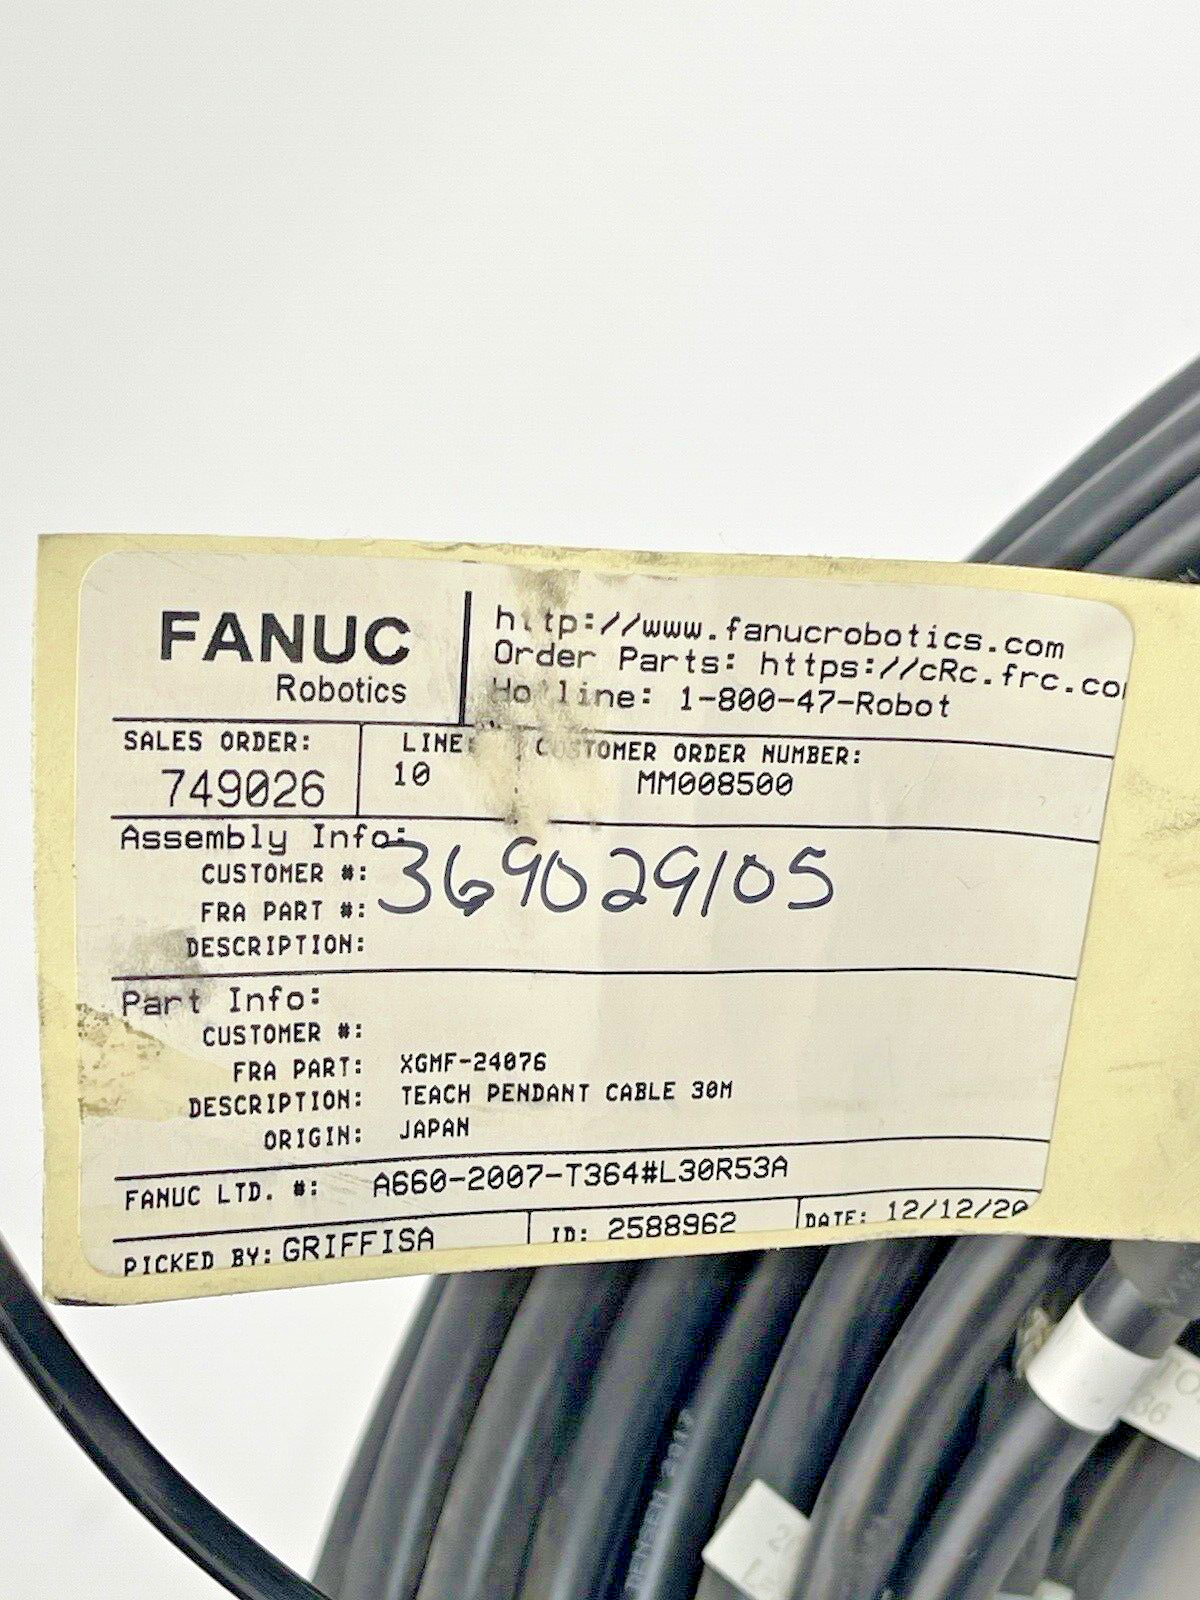 FANUC
Robotics
http://www.fanucrobotics.com
Order Parts: https://cRc.frc.co
Hotline: 1-800-47-Robot
SALES ORDER:
749026
LINE:
10
CUSTOMER ORDER NUMBER:
MM008500
Assembly Info:
CUSTOMER #:
FRA PART #:
369029105
DESCRIPTION:
Part Info:
CUSTOMER #:
FRA PART: XGMF-24076
DESCRIPTION: TEACH PENDANT CABLE 30M
ORIGIN: JAPAN
FANUC LTD. #: A660-2007-T364#L30R53A
PICKED BY: GRIFFISA
ID: 2588962
DATE: 12/12/20
2017